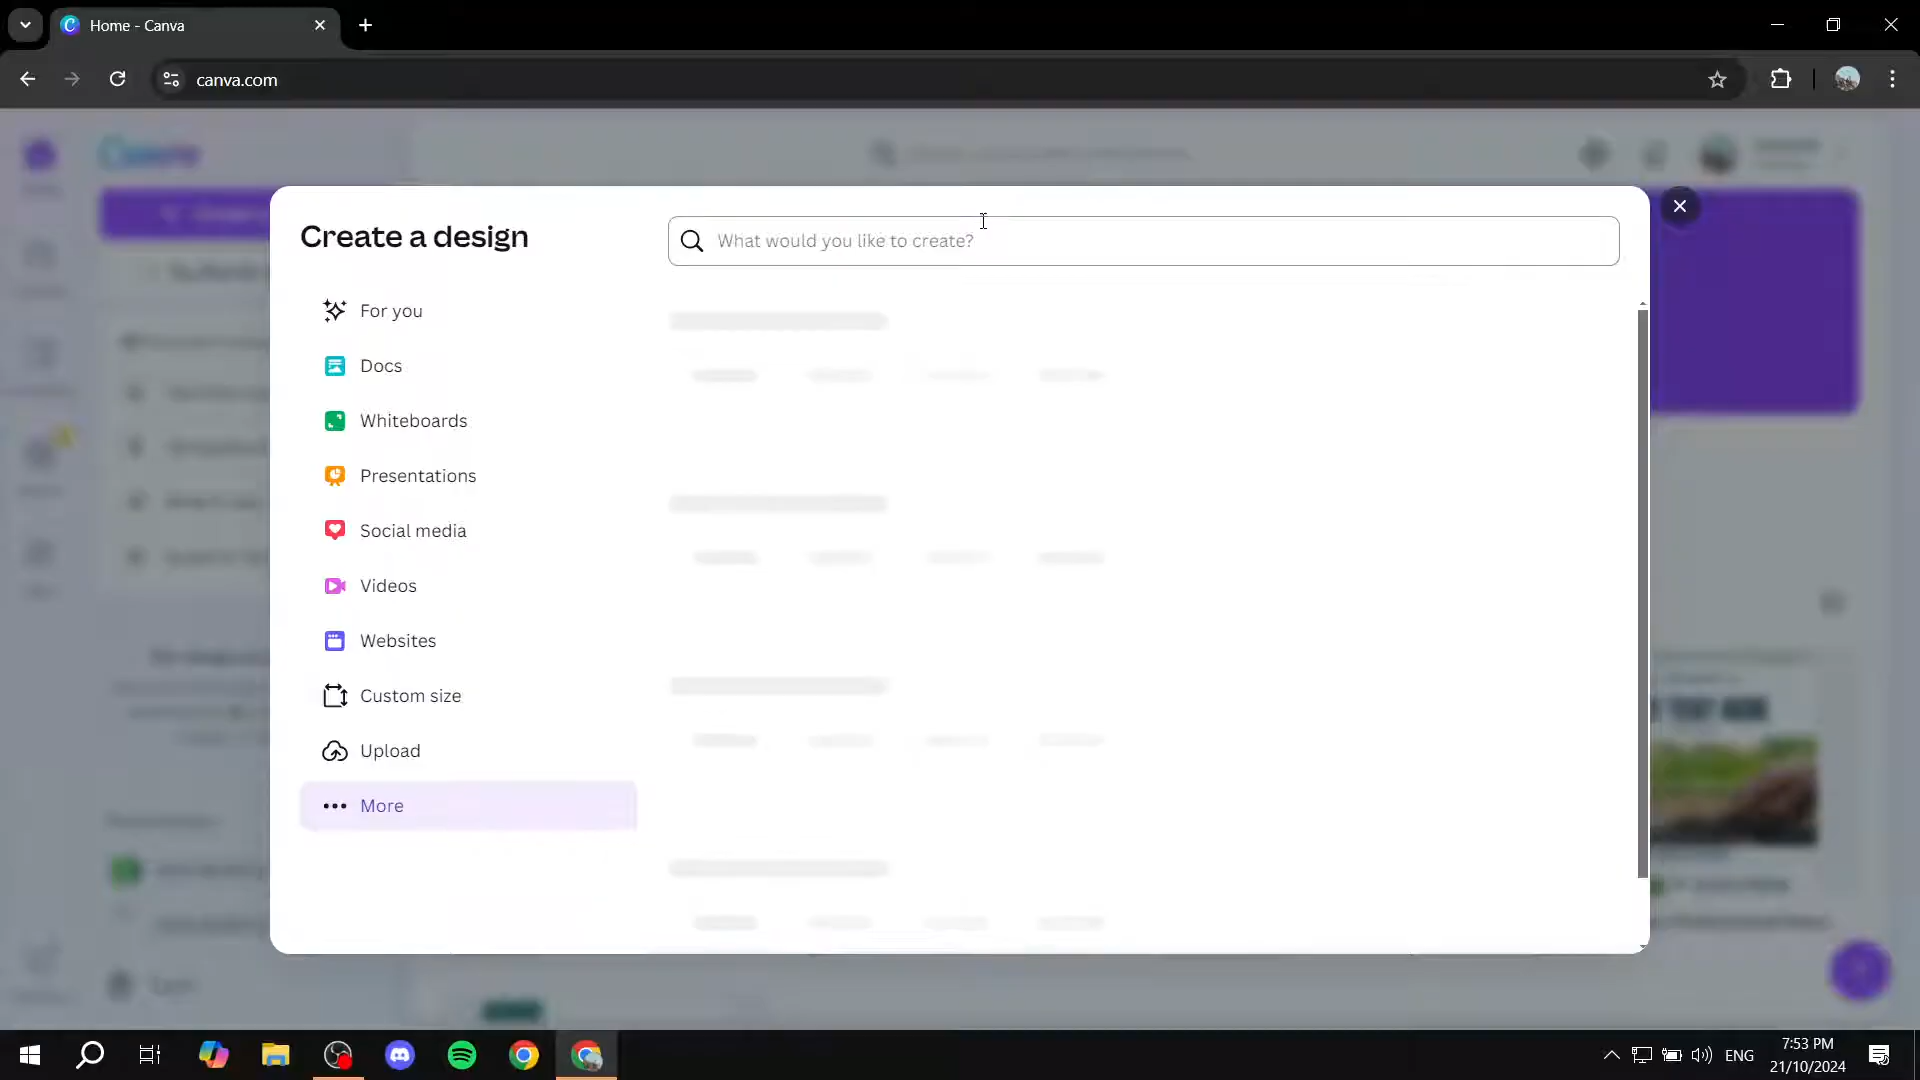 Home - Canva
canva.com
Create a design
What would you like to create?
For you
Docs
Whiteboards
Presentations
Social media
Videos
Websites
Custom size
Upload
More
ENG
7:53 PM
21/10/2024